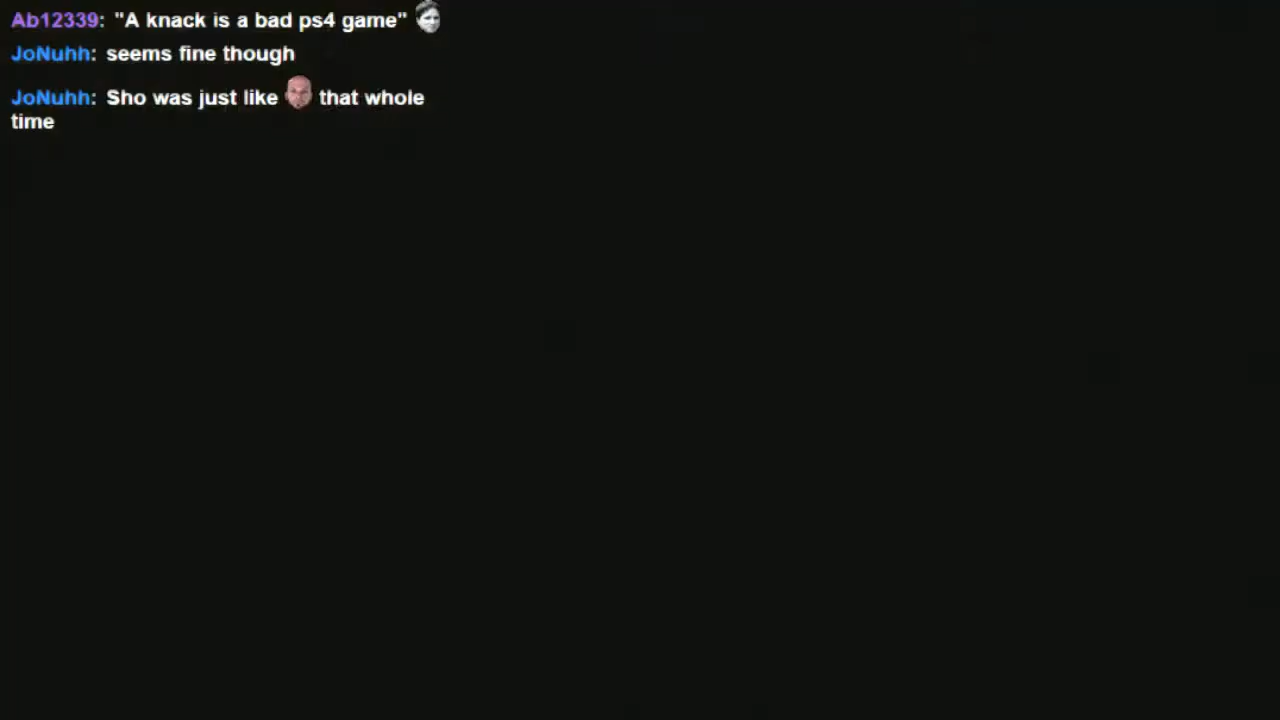 Ab12339: "A knack is a bad ps4 game"
JoNuhh: seems fine though
JoNuhh: Sho was just like that whole
time